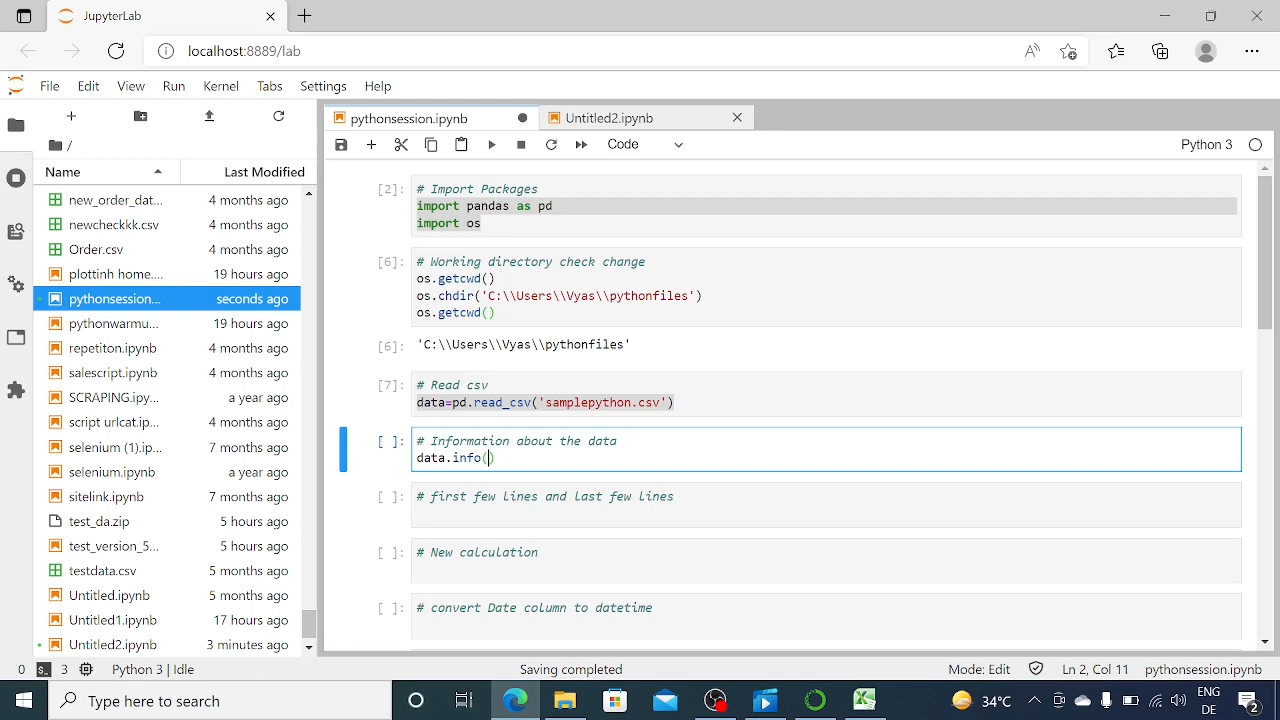 JupyterLab
localhost:8889/lab
File Edit View Run Kernel Tabs Settings Help
pythonsession.ipynb
Untitled2.ipynb
/
Code
Python 3
Name Last Modified
new_order_dat... 4 months ago
newcheckkk.csv 4 months ago
Order.csv 4 months ago
plottinh home.... 19 hours ago
pythonsession... seconds ago
pythonwarmu... 19 hours ago
repetiton.ipynb 4 months ago
salescript.ipynb 4 months ago
SCRAPING.ipy... a year ago
script urlcat.ip... 4 months ago
selenium (1).ip... 7 months ago
selenium.ipynb a year ago
sitelink.ipynb 7 months ago
test_da.zip 5 hours ago
test_version_5... 5 hours ago
testdata.csv 5 months ago
Untitled.ipynb 5 months ago
Untitled1.ipynb 17 hours ago
Untitled2.ipynb 3 minutes ago
[2]: # Import Packages
import pandas as pd
import os
[6]: # Working directory check change
os.getcwd()
os.chdir('C:\\Users\\Vyas\\pythonfiles')
os.getcwd()
[6]: 'C:\\Users\\Vyas\\pythonfiles'
[7]: # Read csv
data=pd.read_csv('samplepython.csv')
[ ]: # Information about the data
data.info()
[ ]: # first few lines and last few lines
[ ]: # New calculation
[ ]: # convert Date column to datetime
0 $_ 3 Python 3 | Idle Saving completed Mode: Edit Ln 2, Col 11 pythonsession.ipynb
Type here to search
34°C
ENG
DE
2